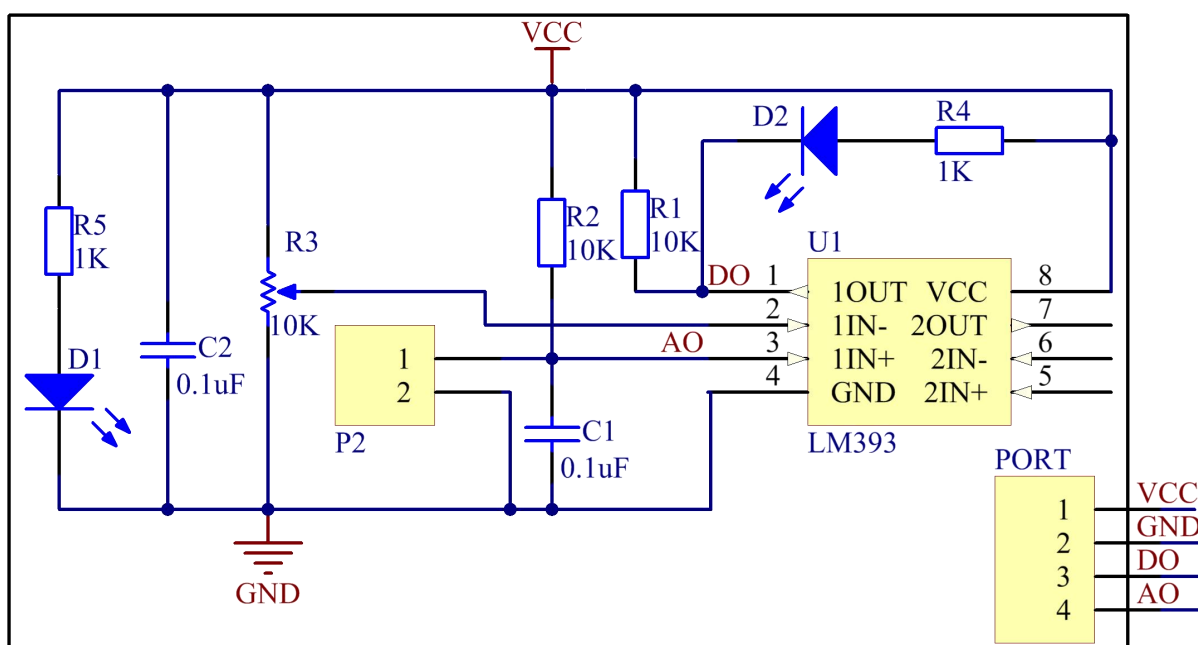 VCC
D2
R4
1K
R5
1K
R3
10K
R2
10K
R1
10K
U1
DO
1
1OUT
VCC
8
2
1IN-
2OUT
7
AO
3
1IN+
2IN-
6
4
GND
2IN+
5
LM393
D1
C2
0.1uF
1
2
P2
C1
0.1uF
GND
PORT
1
VCC
2
GND
3
DO
4
AO